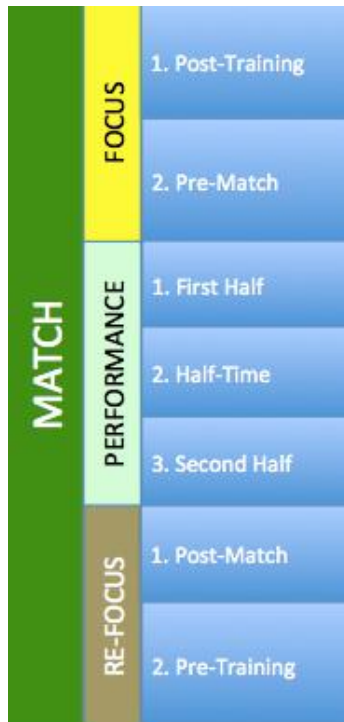 MATCH
FOCUS
1. Post-Training
2. Pre-Match
PERFORMANCE
1. First Half
2. Half-Time
3. Second Half
RE-FOCUS
1. Post-Match
2. Pre-Training